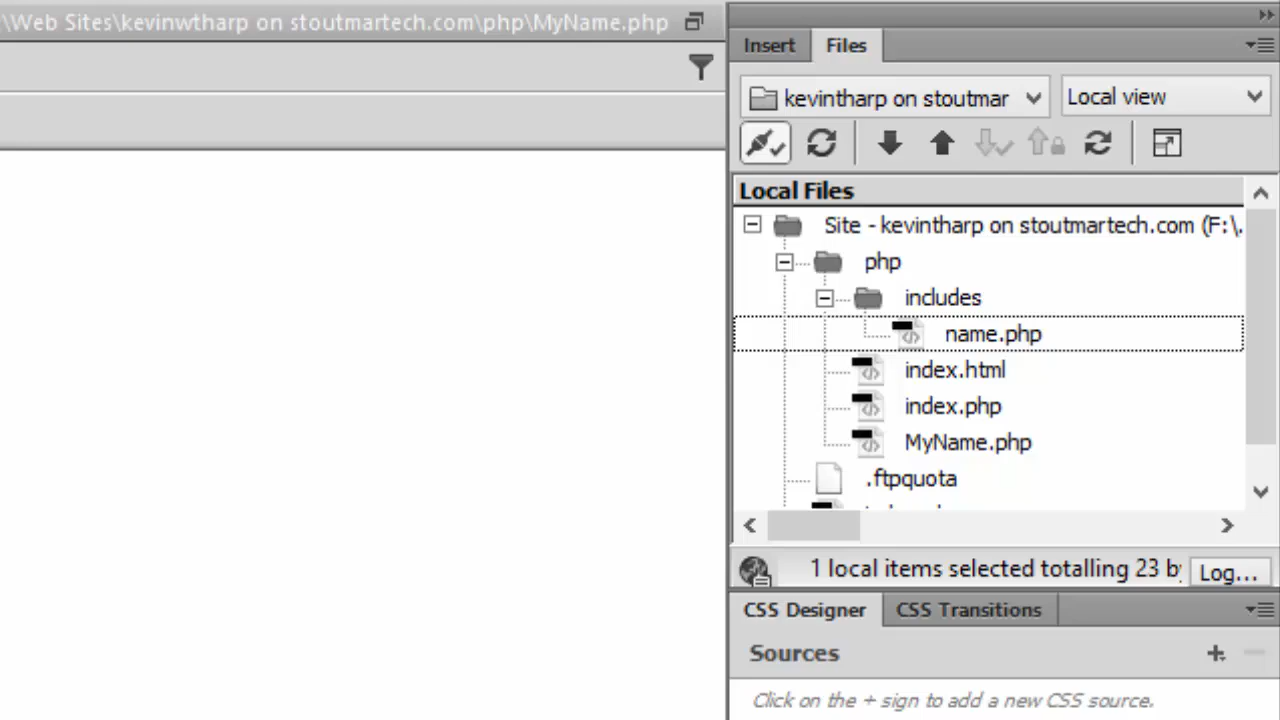 \Web Sites\kevinwtharp on stoutmartech.com\php\MyName.php
Insert Files
kevintharp on stoutmar Local view
Local Files
Site - kevintharp on stoutmartech.com (F:\.
php
includes
name.php
index.html
index.php
MyName.php
.ftpquota
1 local items selected totalling 23 by Log...
CSS Designer CSS Transitions
Sources
Click on the + sign to add a new CSS source.